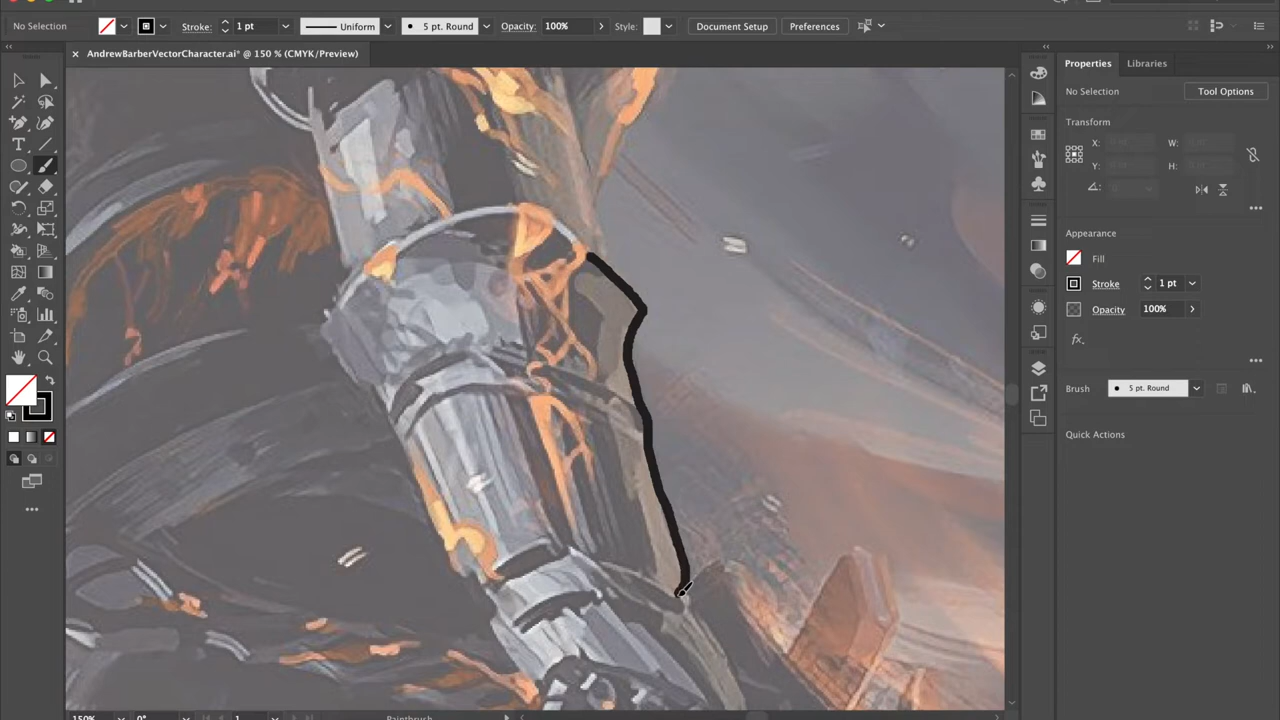 No Selection Stroke: 1 pt Uniform 5 pt. Round Opacity: 100% Style: Document Setup Preferences
× AndrewBarberVectorCharacter.ai* @ 150 % (CMYK/Preview)
Properties Libraries
No Selection Tool Options
Transform
X: W:
Y: H:
0
Appearance
Fill
Stroke 1 pt
Opacity 100%
fx.
Brush 5 pt. Round
Quick Actions
150% 0° 1 Paintbrush